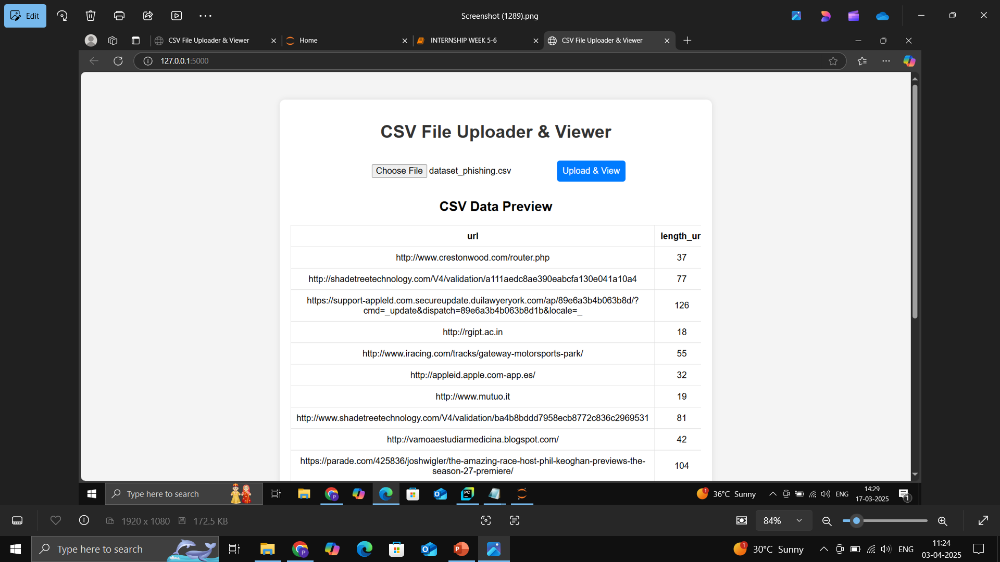 Edit
Screenshot (1289).png
CSV File Uploader & Viewer
Home
INTERNSHIP WEEK 5-6
CSV File Uploader & Viewer
127.0.0.1:5000
CSV File Uploader & Viewer
Choose File dataset_phishing.csv
Upload & View
CSV Data Preview
url length_ur
http://www.crestonwood.com/router.php 37
http://shadetreetechnology.com/V4/validation/a111aedc8ae390eabcfa130e041a10a4 77
https://support-appleld.com.secureupdate.duilawyeryork.com/ap/89e6a3b4b063b8d/?
cmd=_update&dispatch=89e6a3b4b063b8d1b&locale=_ 126
http://rgipt.ac.in 18
http://www.iracing.com/tracks/gateway-motorsports-park/ 55
http://appleid.apple.com-app.es/ 32
http://www.mutuo.it 19
http://www.shadetreetechnology.com/V4/validation/ba4b8bddd7958ecb8772c836c2969531 81
http://vamoaestudiarmedicina.blogspot.com/ 42
https://parade.com/425836/joshwigler/the-amazing-race-host-phil-keoghan-previews-the-
season-27-premiere/ 104
Type here to search
36°C Sunny
ENG
14:29
17-03-2025
1
1920 x 1080
172.5 KB
84%
Type here to search
30°C Sunny
ENG
11:24
03-04-2025